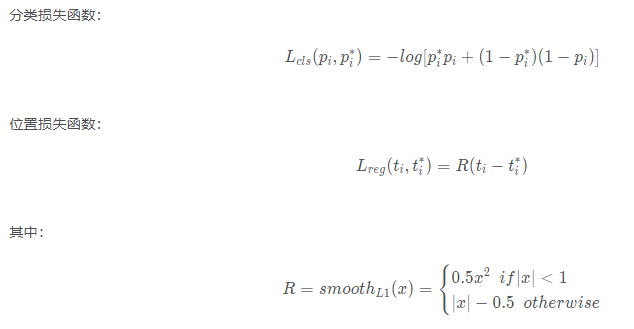 分类损失函数：
L_{cls}(p_i, p_i^*) = −log[p_i^* p_i + (1 − p_i^*)(1 − p_i)]
位置损失函数：
L_{reg}(t_i, t_i^*) = R(t_i − t_i^*)
其中：
R = smooth_{L1}(x) = { 0.5x^2 if|x| < 1
|x| − 0.5 otherwise